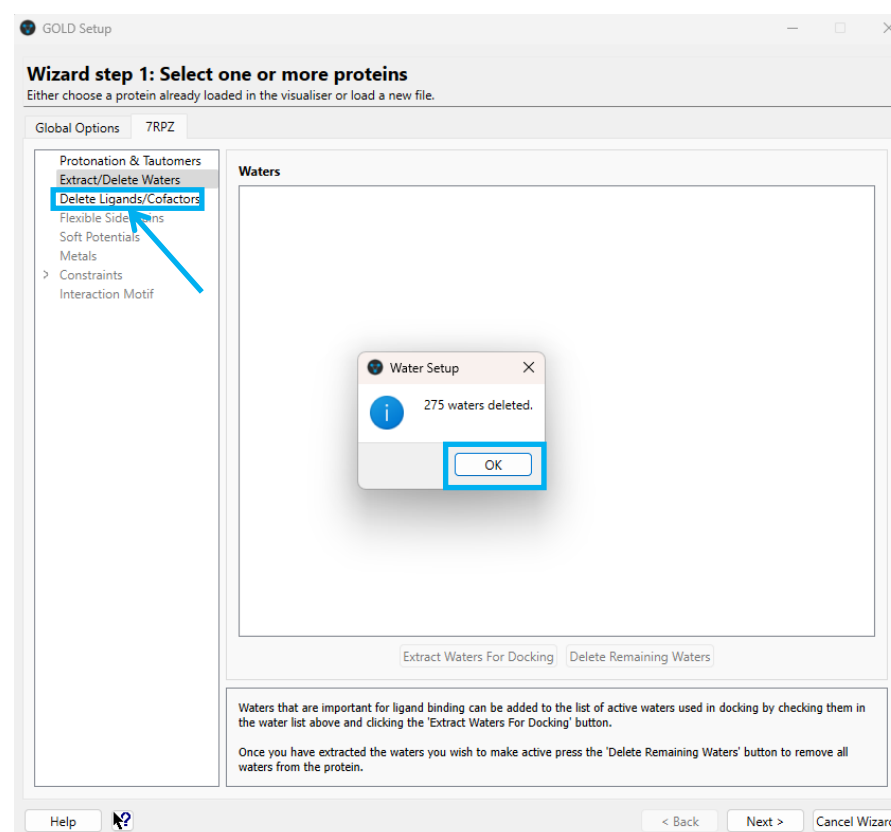 GOLD Setup
Wizard step 1: Select one or more proteins
Either choose a protein already loaded in the visualiser or load a new file.
Global Options
7RPZ
Protonation & Tautomers
Extract/Delete Waters
Delete Ligands/Cofactors
Flexible Side
Soft Potentials
Metals
> Constraints
Interaction Motif
Waters
Water Setup
275 waters deleted.
OK
Extract Waters For Docking
Delete Remaining Waters
Waters that are important for ligand binding can be added to the list of active waters used in docking by checking them in
the water list above and clicking the 'Extract Waters For Docking' button.
Once you have extracted the waters you wish to make active press the 'Delete Remaining Waters' button to remove all
waters from the protein.
Help
< Back
Next >
Cancel Wizard